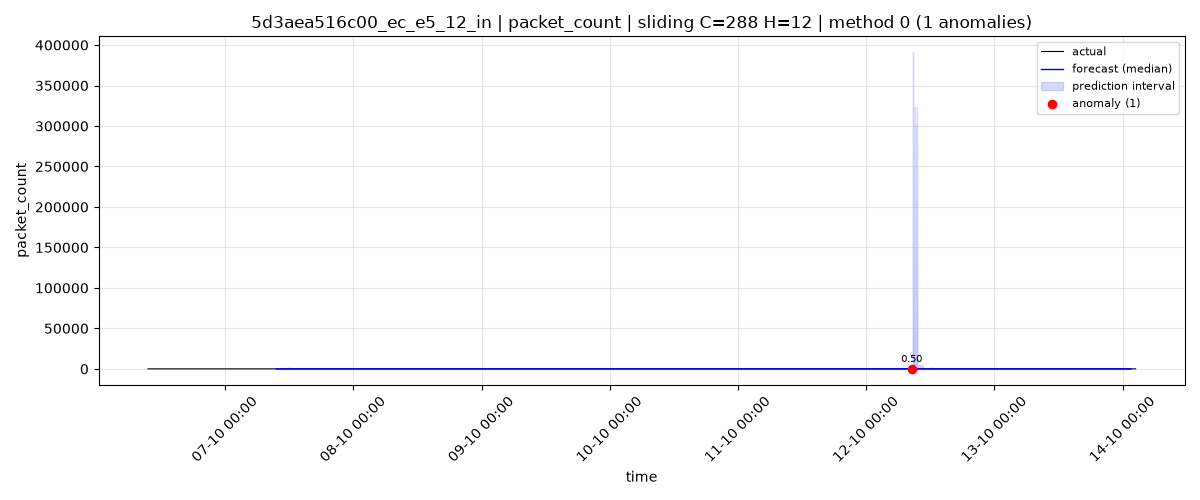 5d3aea516c00_ec_e5_12_in | packet_count | sliding C=288 H=12 | method 0 (1 anomalies)
actual
forecast (median)
prediction interval
anomaly (1)
packet_count
400000
350000
300000
250000
200000
150000
100000
50000
0
0.50
07-10 00:00
08-10 00:00
09-10 00:00
10-10 00:00
11-10 00:00
12-10 00:00
13-10 00:00
14-10 00:00
time